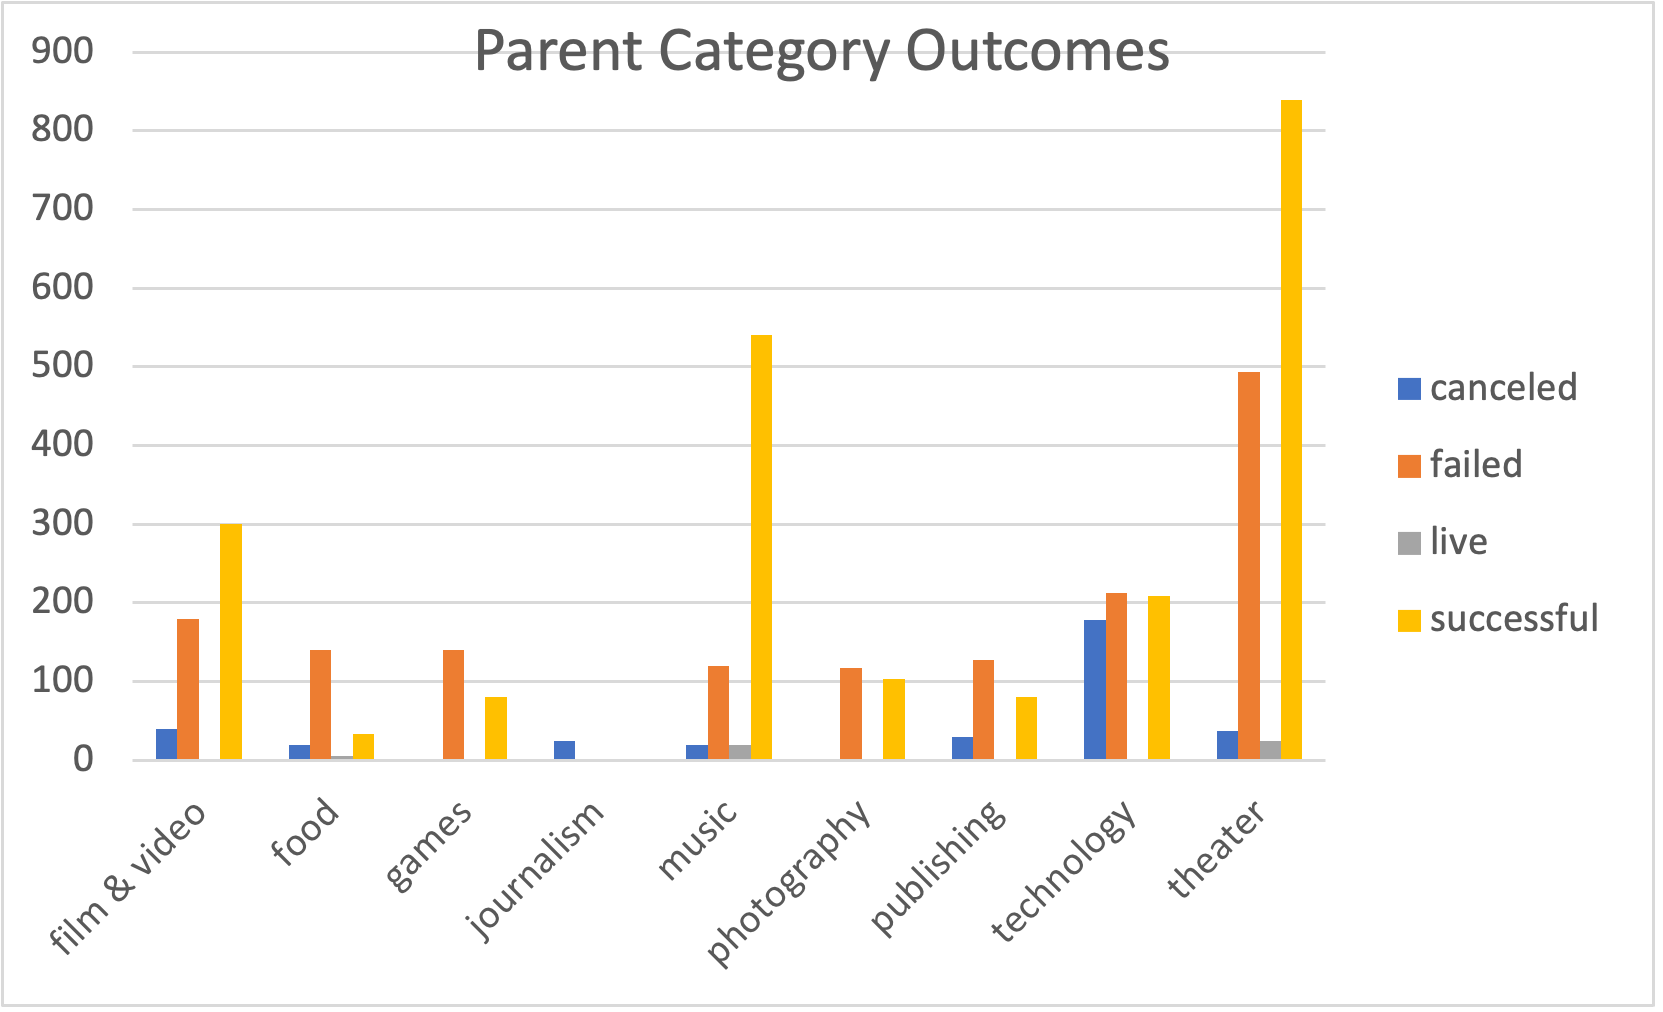 Parent Category Outcomes
900
800
700
600
500
400
300
200
100
0
film & video
food
games
journalism
music
photography
publishing
technology
theater
canceled
failed
live
successful